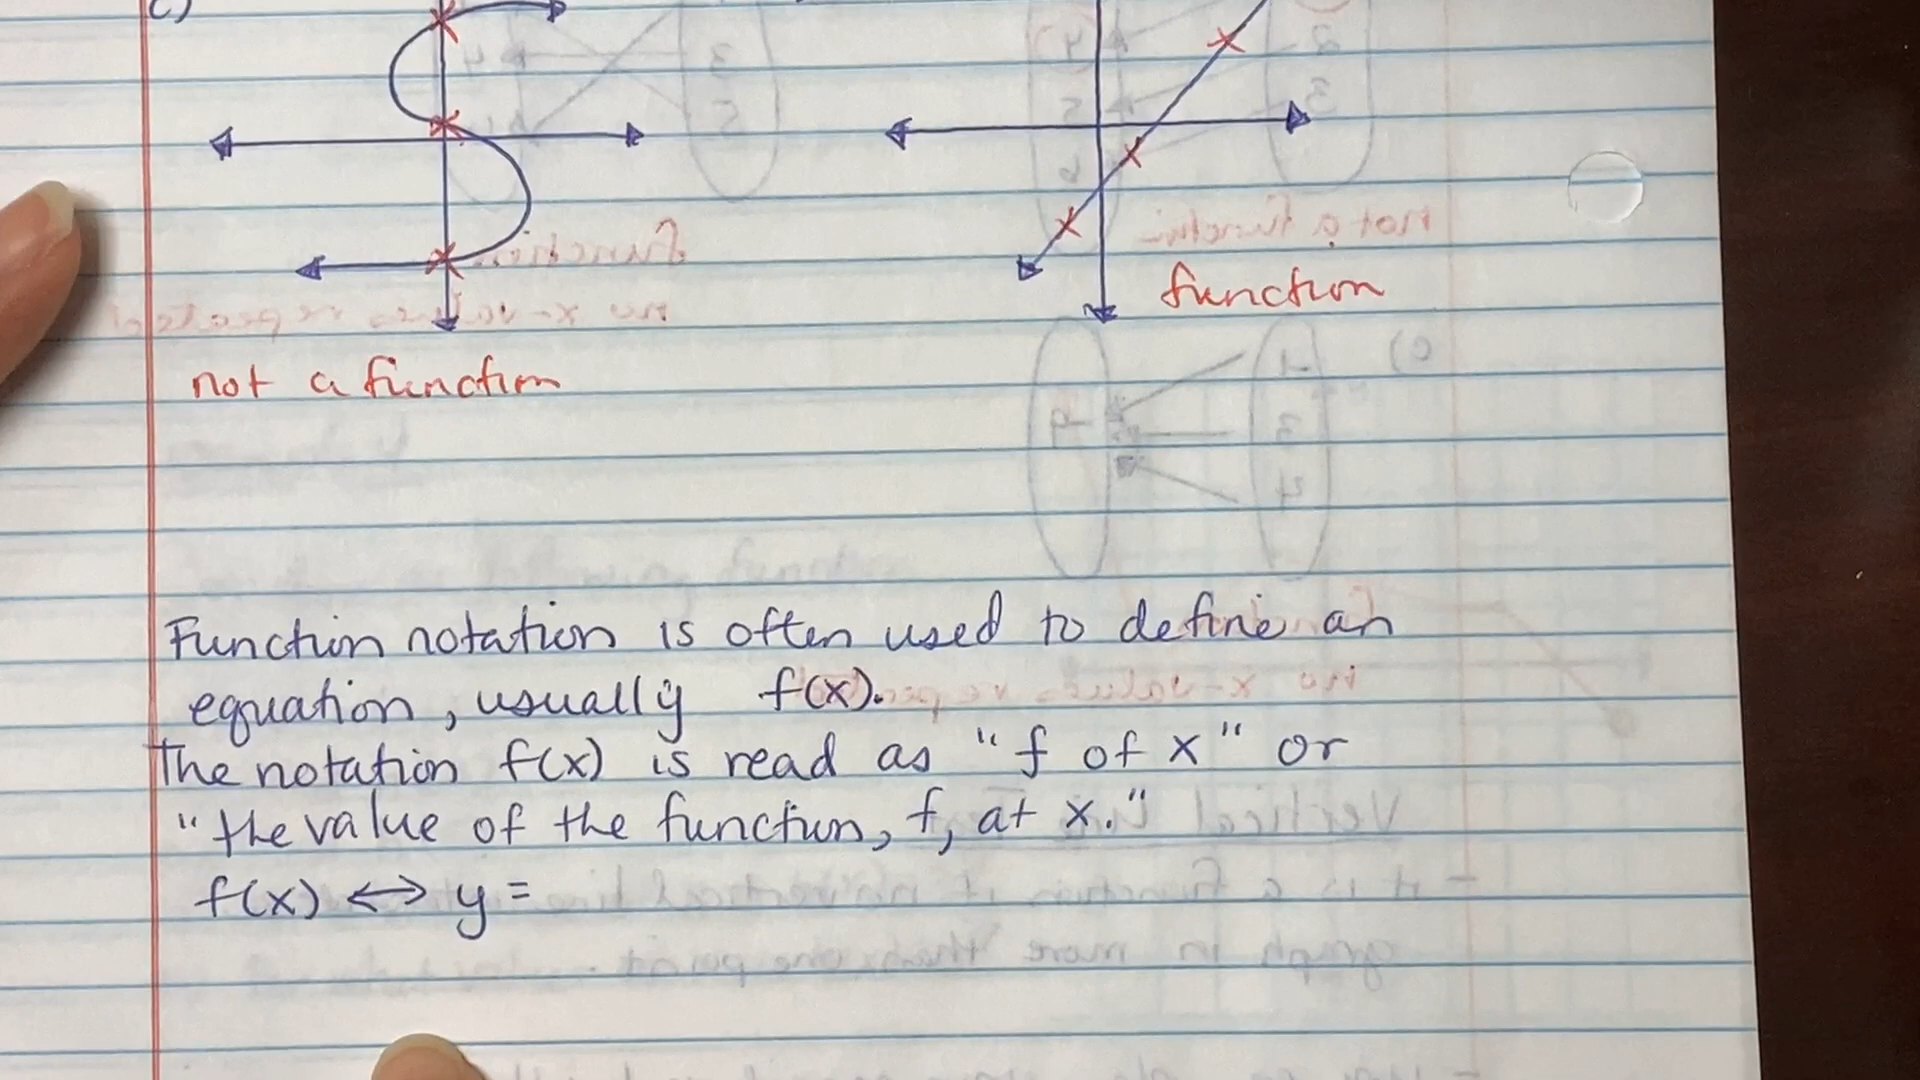 c)
function
not a function
Function notation is often used to define an
equation, usually f(x).
The notation f(x) is read as "f of x" or
"the value of the function, f, at x."
f(x) ↔ y =